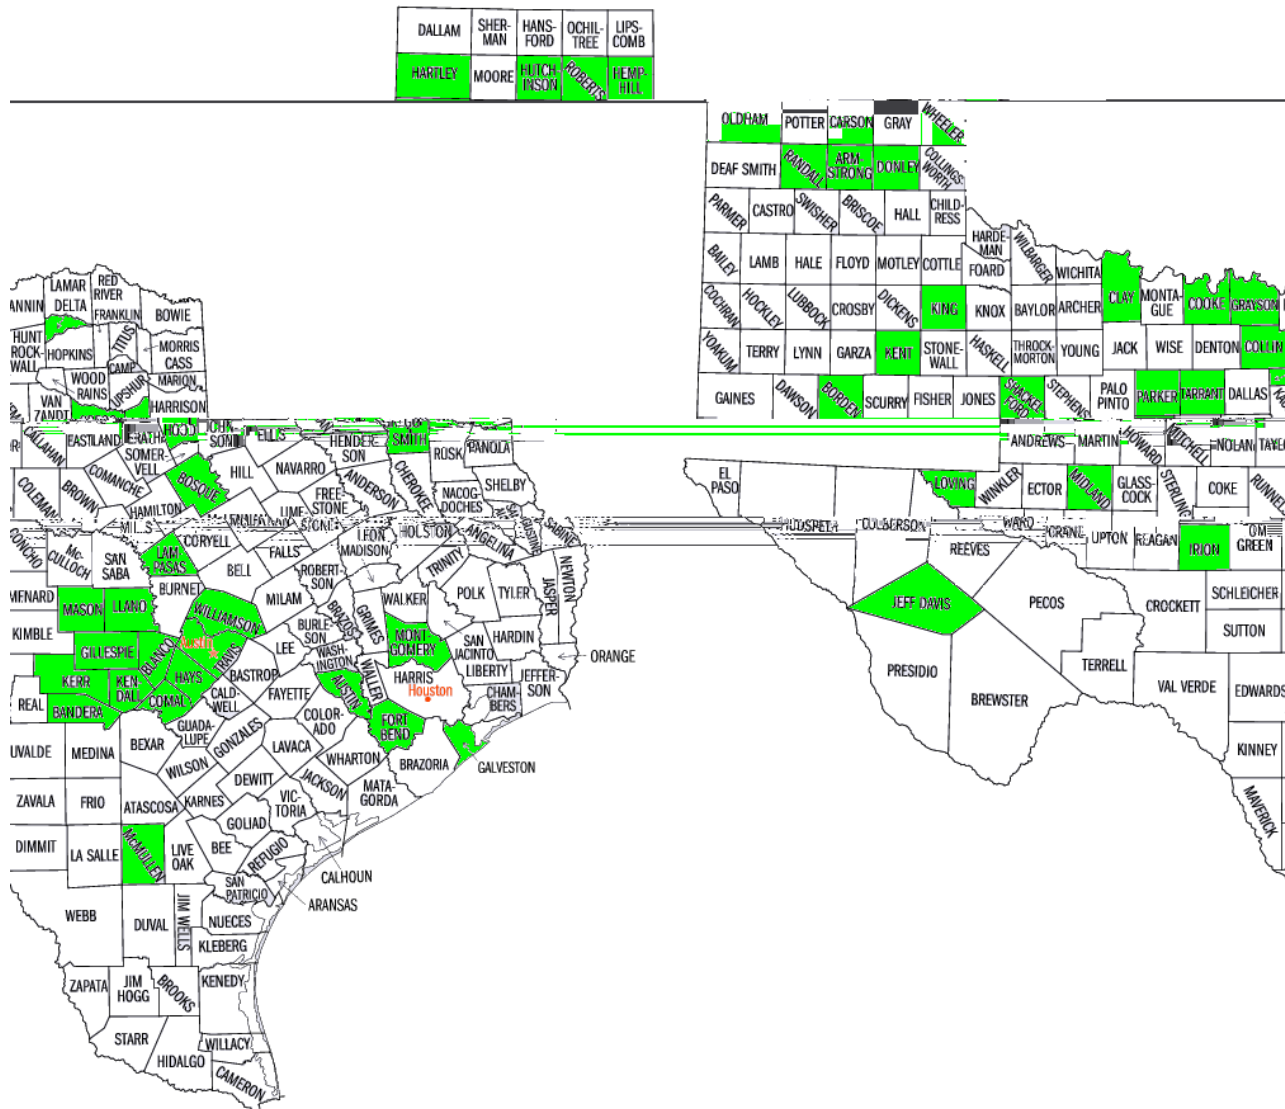 DALLAM
SHER-
MAN
HANS-
FORD
OCHIL-
TREE
LIPS-
COMB
HARTLEY
MOORE
HUTCH-
INSON
ROBERTS
HEMP-
HILL
OLDHAM
POTTER
CARSON
GRAY
WHEELER
DEAF SMITH
RANDALL
ARM-
STRONG
DONLEY
COLLINGS-
WORTH
PARMER
CASTRO
SWISHER
BRISCOE
HALL
CHILD-
RESS
HARDE-
MAN
BAILEY
LAMB
HALE
FLOYD
MOTLEY
COTTLE
FOARD
WILBARGER
WICHITA
CLAY
MONTA-
GUE
COOKE
GRAYSON
COCHRAN
HOCKLEY
LUBBOCK
CROSBY
DICKENS
KING
KNOX
BAYLOR
ARCHER
YOAKUM
TERRY
LYNN
GARZA
KENT
STONE-
WALL
HASKELL
THROCK-
MORTON
YOUNG
JACK
WISE
DENTON
COLLIN
GAINES
DAWSON
BORDEN
SCURRY
FISHER
JONES
SHACKEL
FORD
STEPHENS
PALO
PINTO
PARKER
TARRANT
DALLAS
ANDREWS
MARTIN
HOWARD
MITCHELL
NOLAN
EL
PASO
LOVING
WINKLER
ECTOR
MIDLAND
GLASS-
COCK
STERLING
COKE
HUDSPETH
CULBERSON
WARD
CRANE
UPTON
REAGAN
IRION
TOM
GREEN
REEVES
JEFF DAVIS
PECOS
CROCKETT
SCHLEICHER
SUTTON
PRESIDIO
BREWSTER
TERRELL
VAL VERDE
EDWARDS
KINNEY
MAVERICK
LAMAR
RED
RIVER
ANNIN
DELTA
FRANKLIN
TITUS
BOWIE
HUNT
ROCK-
WALL
HOPKINS
MORRIS
CASS
CAMP
WOOD
RAINS
UPSHUR
MARION
VAN
ZANDT
HARRISON
CALLAHAN
EASTLAND
ERATH
SOMER-
VELL
HOOD
ELLIS
HENDER-
SON
SMITH
RUSK
PANOLA
COLEMAN
BROWN
COMANCHE
BOSQUE
HILL
NAVARRO
ANDERSON
CHEROKEE
NACOG-
DOCHES
SHELBY
HAMILTON
FREE-
STONE
LIME-
STONE
MILLS
CORYELL
FALLS
LEON
MADISON
ANGELINA
SABINE
MC-
CULLOCH
SAN
SABA
LAM-
PASAS
BELL
ROBERT-
SON
TRINITY
NEWTON
JASPER
MENARD
MASON
LLANO
BURNET
WILLIAMSON
MILAM
BRAZOS
GRIMES
WALKER
POLK
TYLER
KIMBLE
GILLESPIE
BLANCO
Austin
TRAVIS
BURLE-
SON
WASH-
INGTON
MONT-
GOMERY
SAN
JACINTO
HARDIN
ORANGE
KERR
KEN-
DALL
HAYS
BASTROP
LEE
WALLER
HARRIS
Houston
LIBERTY
JEFFER-
SON
REAL
BANDERA
COMAL
CALD-
WELL
FAYETTE
AUSTIN
CHAM-
BERS
UVALDE
MEDINA
BEXAR
GUADA-
LUPE
GONZALES
COLOR-
ADO
FORT
BEND
WILSON
LAVACA
WHARTON
BRAZORIA
GALVESTON
ZAVALA
FRIO
ATASCOSA
KARNES
DEWITT
JACKSON
MATA-
GORDA
DIMMIT
LA SALLE
McMULLEN
LIVE
OAK
BEE
GOLIAD
VIC-
TORIA
REFUGIO
CALHOUN
SAN
PATRICIO
ARANSAS
WEBB
DUVAL
JIM WELLS
NUECES
KLEBERG
ZAPATA
JIM
HOGG
BROOKS
KENEDY
STARR
HIDALGO
WILLACY
CAMERON